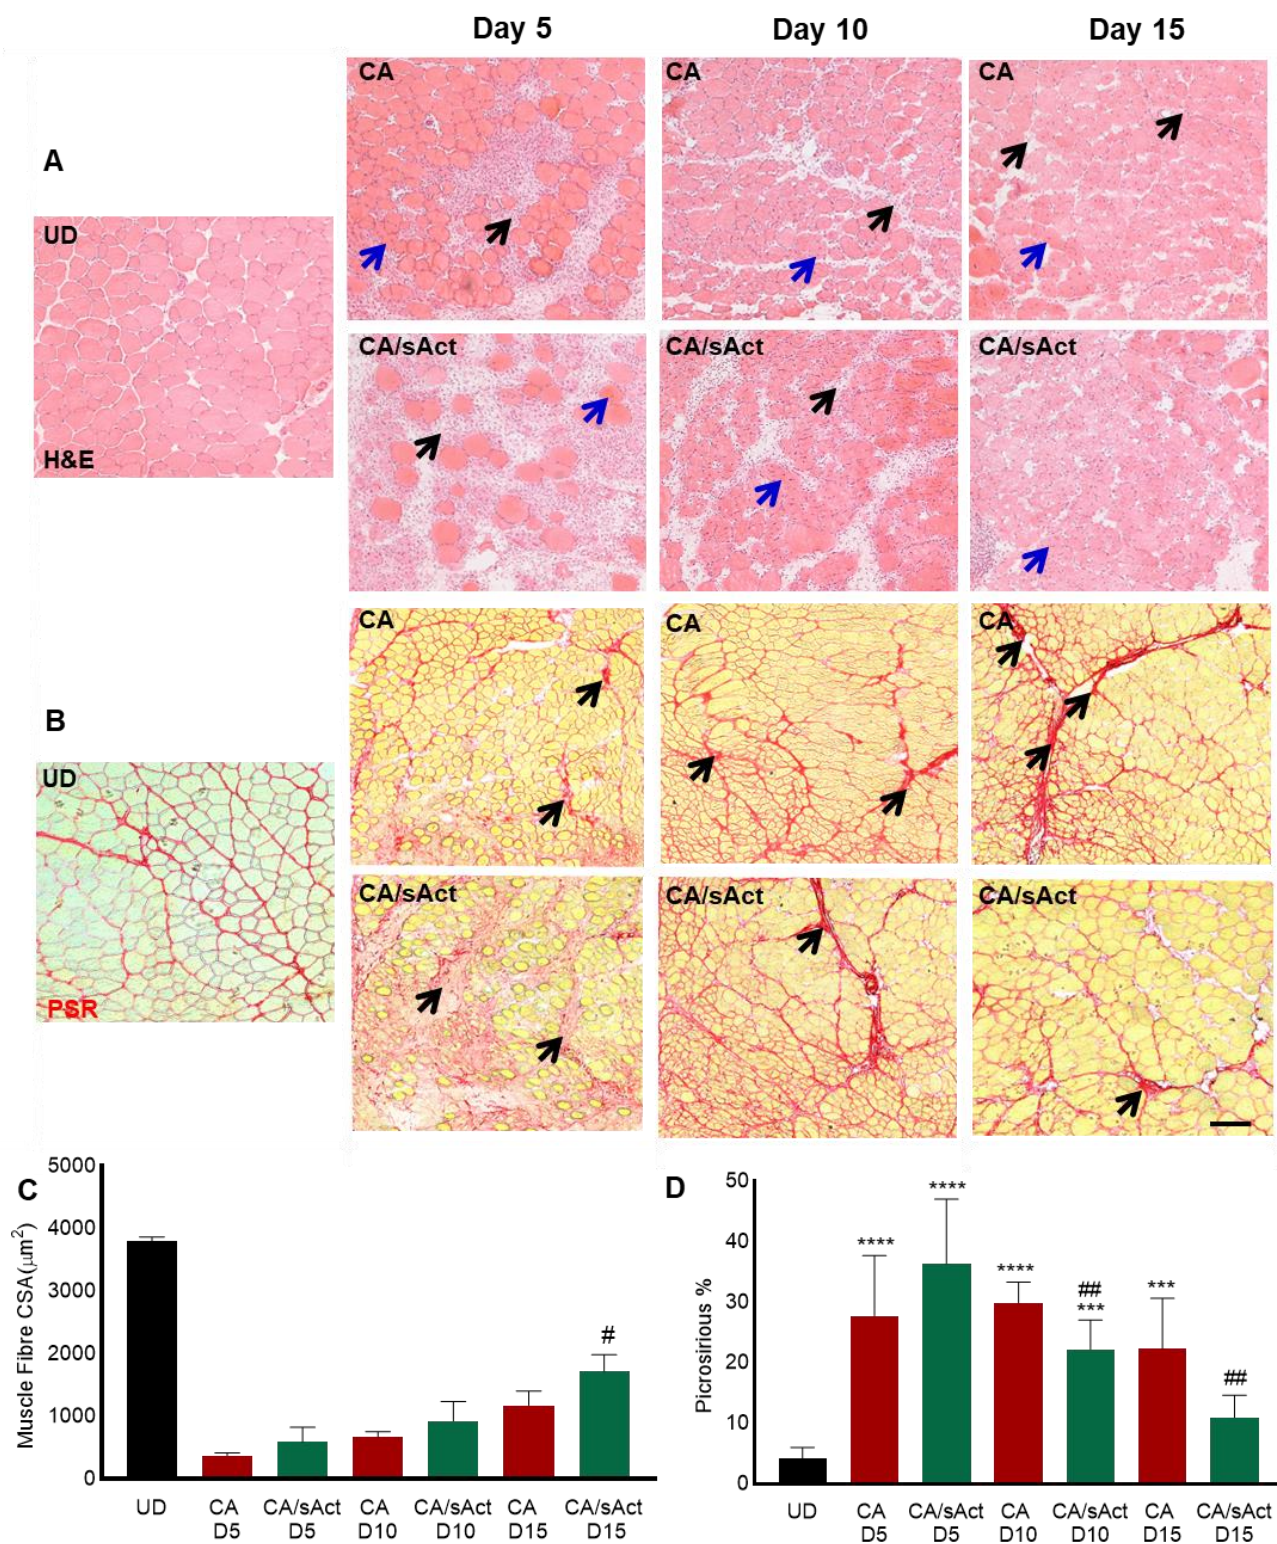 Day 5
Day 10
Day 15
A
UD
H&E
CA
CA
CA
CA/sAct
CA/sAct
CA/sAct
B
UD
PSR
CA
CA
CA
CA/sAct
CA/sAct
CA/sAct
C
Muscle Fibre CSA(μm²)
5000
4000
3000
2000
1000
0
#
UD
CA D5
CA/sAct D5
CA D10
CA/sAct D10
CA D15
CA/sAct D15
D
Picrosirious %
50
40
30
20
10
0
****
****
****
##
***
***
##
UD
CA D5
CA/sAct D5
CA D10
CA/sAct D10
CA D15
CA/sAct D15